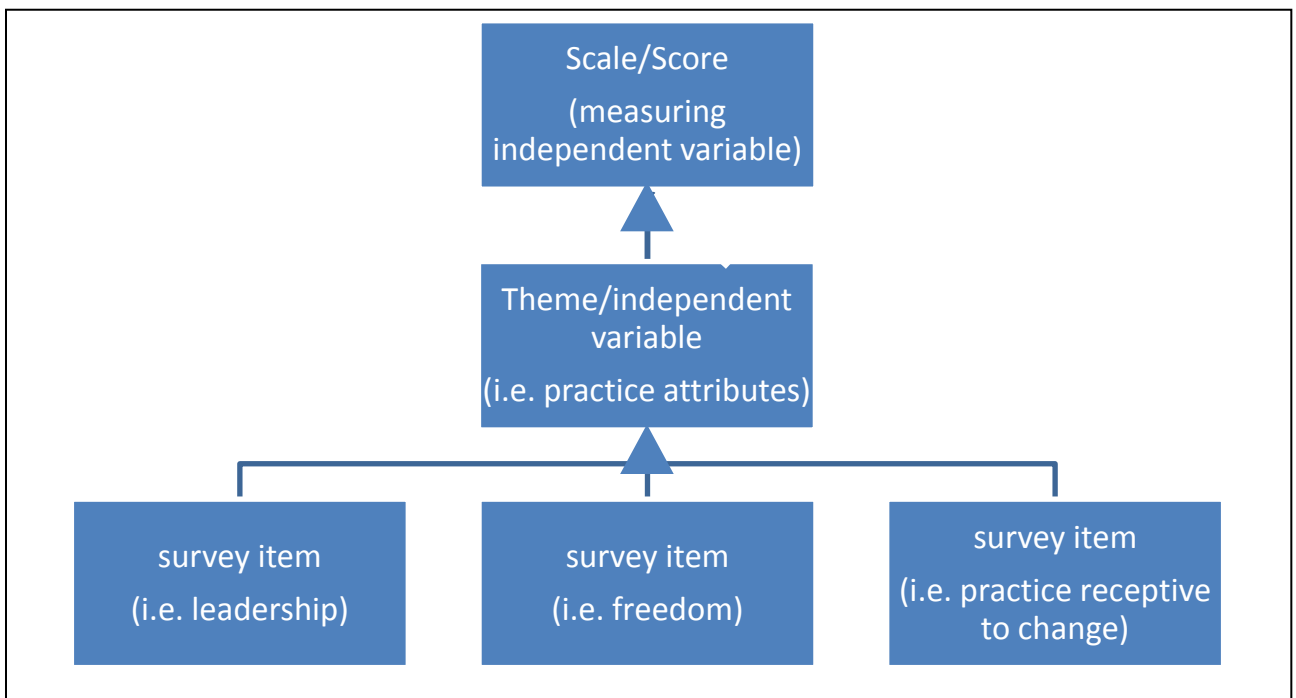 Scale/Score
(measuring
independent variable)
Theme/independent
variable
(i.e. practice attributes)
survey item
(i.e. leadership)
survey item
(i.e. freedom)
survey item
(i.e. practice receptive
to change)